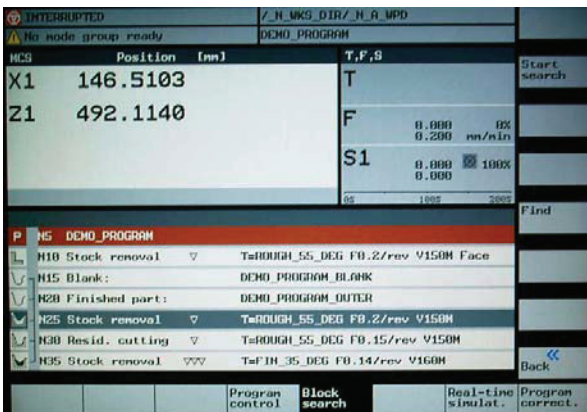 INTERRUPTED /_N_WKS_DIR/_N_A_WPD
No mode group ready DEMO_PROGRAM
MCS Position [mm] T,F,S
Start
search
X1 146.5103 T
Z1 492.1140 F 0.000 0%
0.200 mm/min
S1 0.000 100%
0.000
0% 100% 200%
Find
P N5 DEMO_PROGRAM
N10 Stock removal ▽ T=ROUGH_55_DEG F0.2/rev V150M Face
N15 Blank: DEMO_PROGRAM_BLANK
N20 Finished part: DEMO_PROGRAM_OUTER
N25 Stock removal ▽ T=ROUGH_55_DEG F0.2/rev V150M
N30 Resid. cutting ▽ T=ROUGH_55_DEG F0.15/rev V150M
N35 Stock removal ▽▽▽ T=FIN_35_DEG F0.14/rev V160M
«
Back
Program Block Real-time Program
control search simulat. correct.